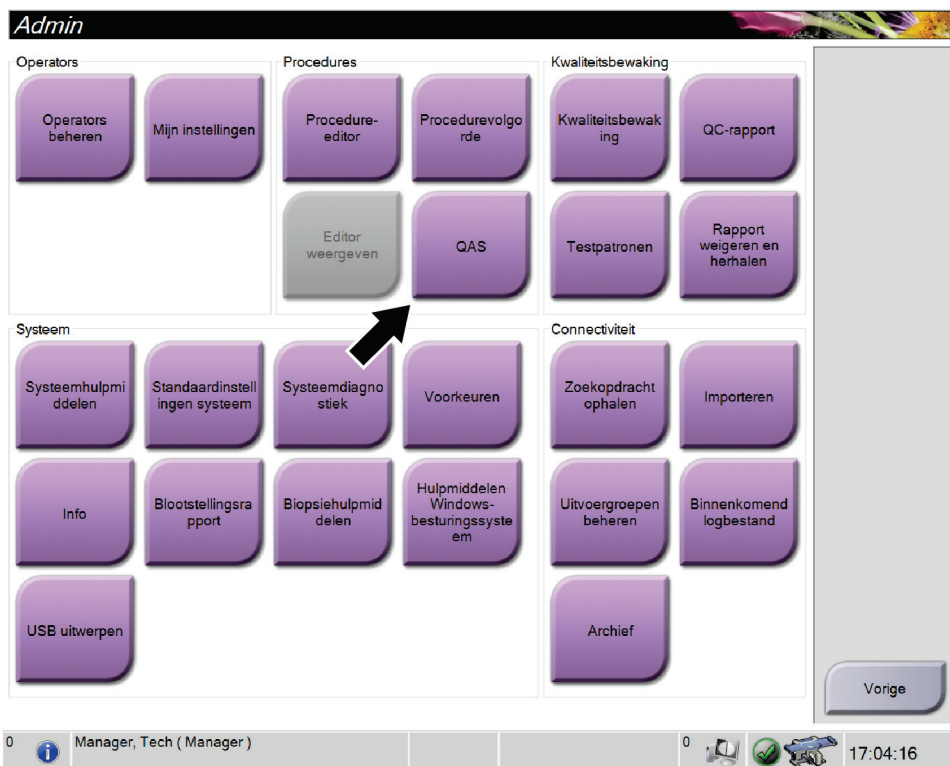 Admin
Operators
Operators
beheren
Mijn instellingen
Procedures
Procedure-
editor
Procedurevolgo
rde
Editor
weergeven
QAS
Kwaliteitsbewaking
Kwaliteitsbewak
ing
QC-rapport
Testpatronen
Rapport
weigeren en
herhalen
Systeem
Systeemhulpmi
ddelen
Standaardinstell
ingen systeem
Systeemdiagno
stiek
Voorkeuren
Info
Blootstellingsra
pport
Biopsiehulpmid
delen
Hulpmiddelen
Windows-
besturingssyste
em
USB uitwerpen
Connectiviteit
Zoekopdracht
ophalen
Importeren
Uitvoergroepen
beheren
Binnenkomend
logbestand
Archief
Vorige
0
Manager, Tech ( Manager )
0
17:04:16